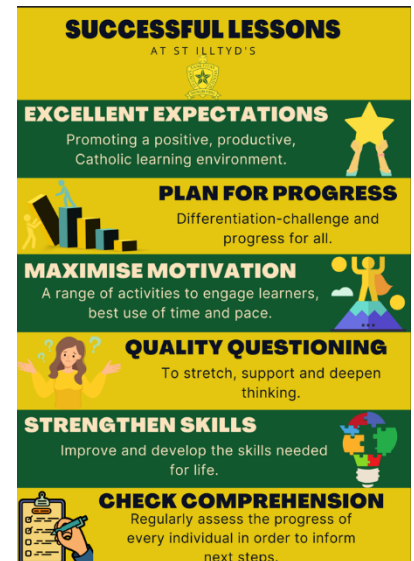 SUCCESSFUL LESSONS
AT ST ILLTYD'S
EXCELLENT EXPECTATIONS
Promoting a positive, productive,
Catholic learning environment.
PLAN FOR PROGRESS
Differentiation-challenge and
progress for all.
MAXIMISE MOTIVATION
A range of activities to engage learners,
best use of time and pace.
QUALITY QUESTIONING
To stretch, support and deepen
thinking.
STRENGTHEN SKILLS
Improve and develop the skills needed
for life.
CHECK COMPREHENSION
Regularly assess the progress of
every individual in order to inform
next steps.